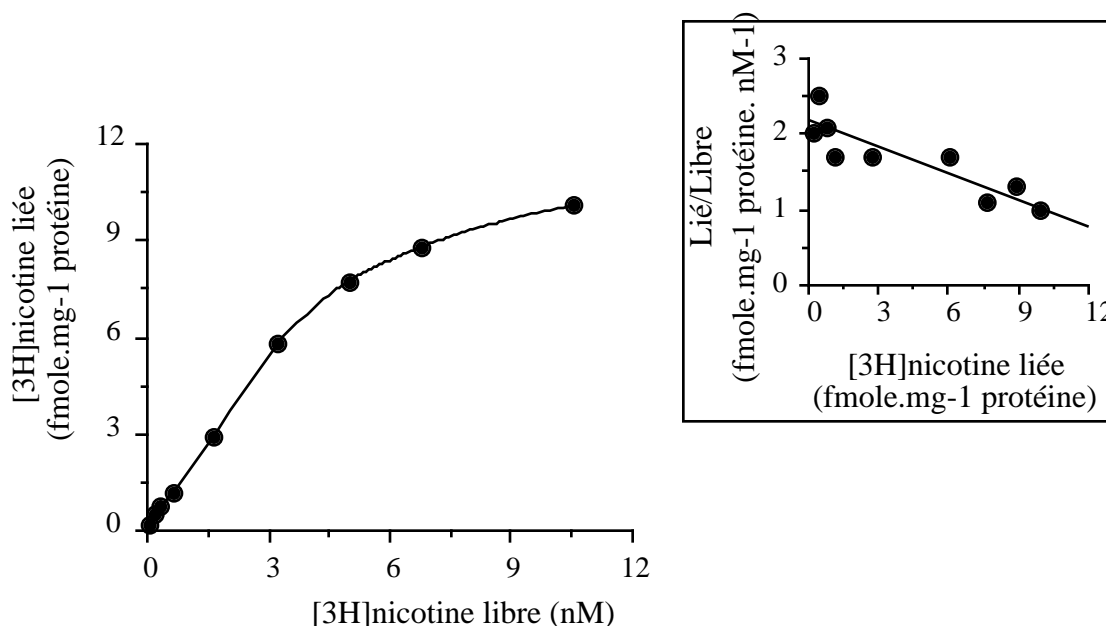 [3H]nicotine liée
(fmole.mg-1 protéine)
12
9
6
3
0
0 3 6 9 12
[3H]nicotine libre (nM)
Lié/Libre
(fmole.mg-1 protéine. nM-1)
3
2
1
0
0 3 6 9 12
[3H]nicotine liée
(fmole.mg-1 protéine)